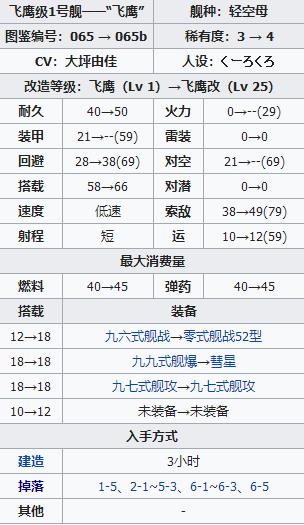 飞鹰级1号舰——“飞鹰” 舰种：轻空母
图鉴编号：065 → 065b 稀有度：3 → 4
CV：大坪由佳 人设：くーろくろ
改造等级：飞鹰（Lv 1）→飞鹰改（Lv 25）
耐久 40→50 火力 0→--(29)
装甲 21→--(59) 雷装 0→0
回避 28→38(69) 对空 21→--(69)
搭载 58→66 对潜 0→0
速度 低速 索敌 38→49(79)
射程 短 运 10→12(59)
最大消费量
燃料 40→45 弹药 40→45
搭载 装备
12→18 九六式舰战→零式舰战52型
18→18 九九式舰爆→彗星
18→18 九七式舰攻→九七式舰攻
10→12 未装备→未装备
入手方式
建造 3小时
掉落 1-5、2-1~5-3、6-1~6-3、6-5
其他 -